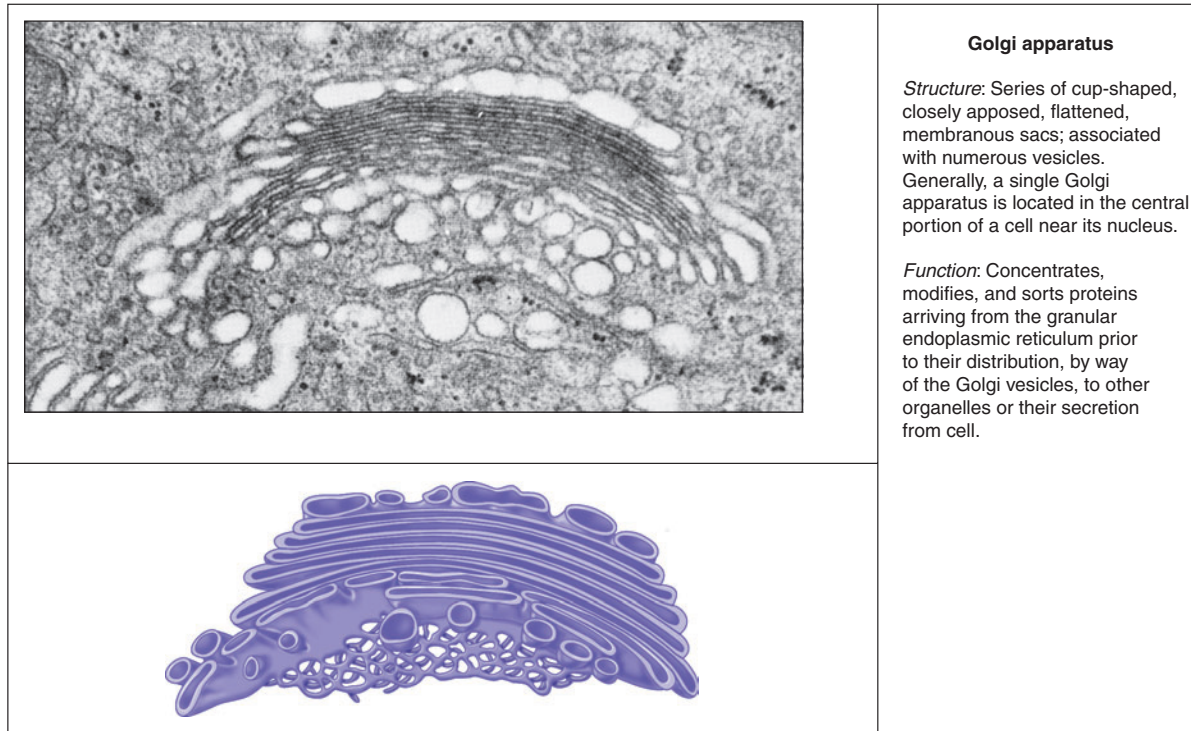 Golgi apparatus
Structure: Series of cup-shaped,
closely apposed, flattened,
membranous sacs; associated
with numerous vesicles.
Generally, a single Golgi
apparatus is located in the central
portion of a cell near its nucleus.
Function: Concentrates,
modifies, and sorts proteins
arriving from the granular
endoplasmic reticulum prior
to their distribution, by way
of the Golgi vesicles, to other
organelles or their secretion
from cell.